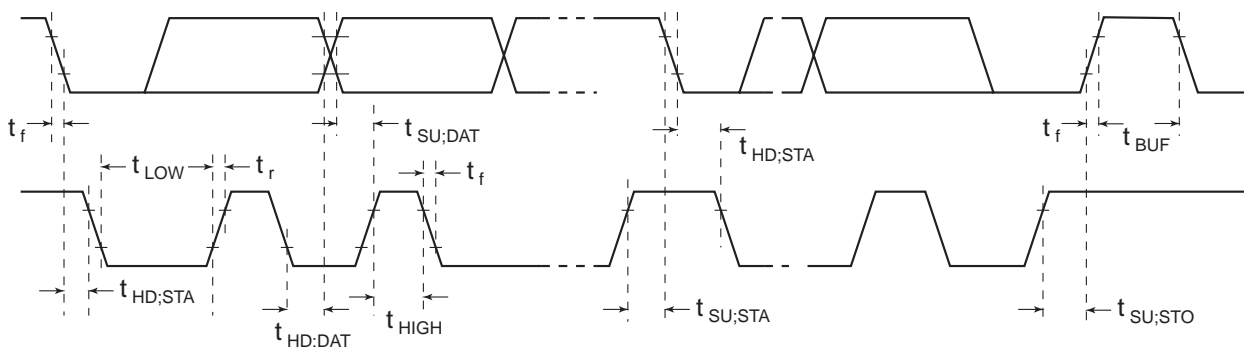 t f
t SU;DAT
t HD;STA
t f
t BUF
t LOW
t r
t f
t HD;STA
t HD;DAT
t HIGH
t SU;STA
t SU;STO